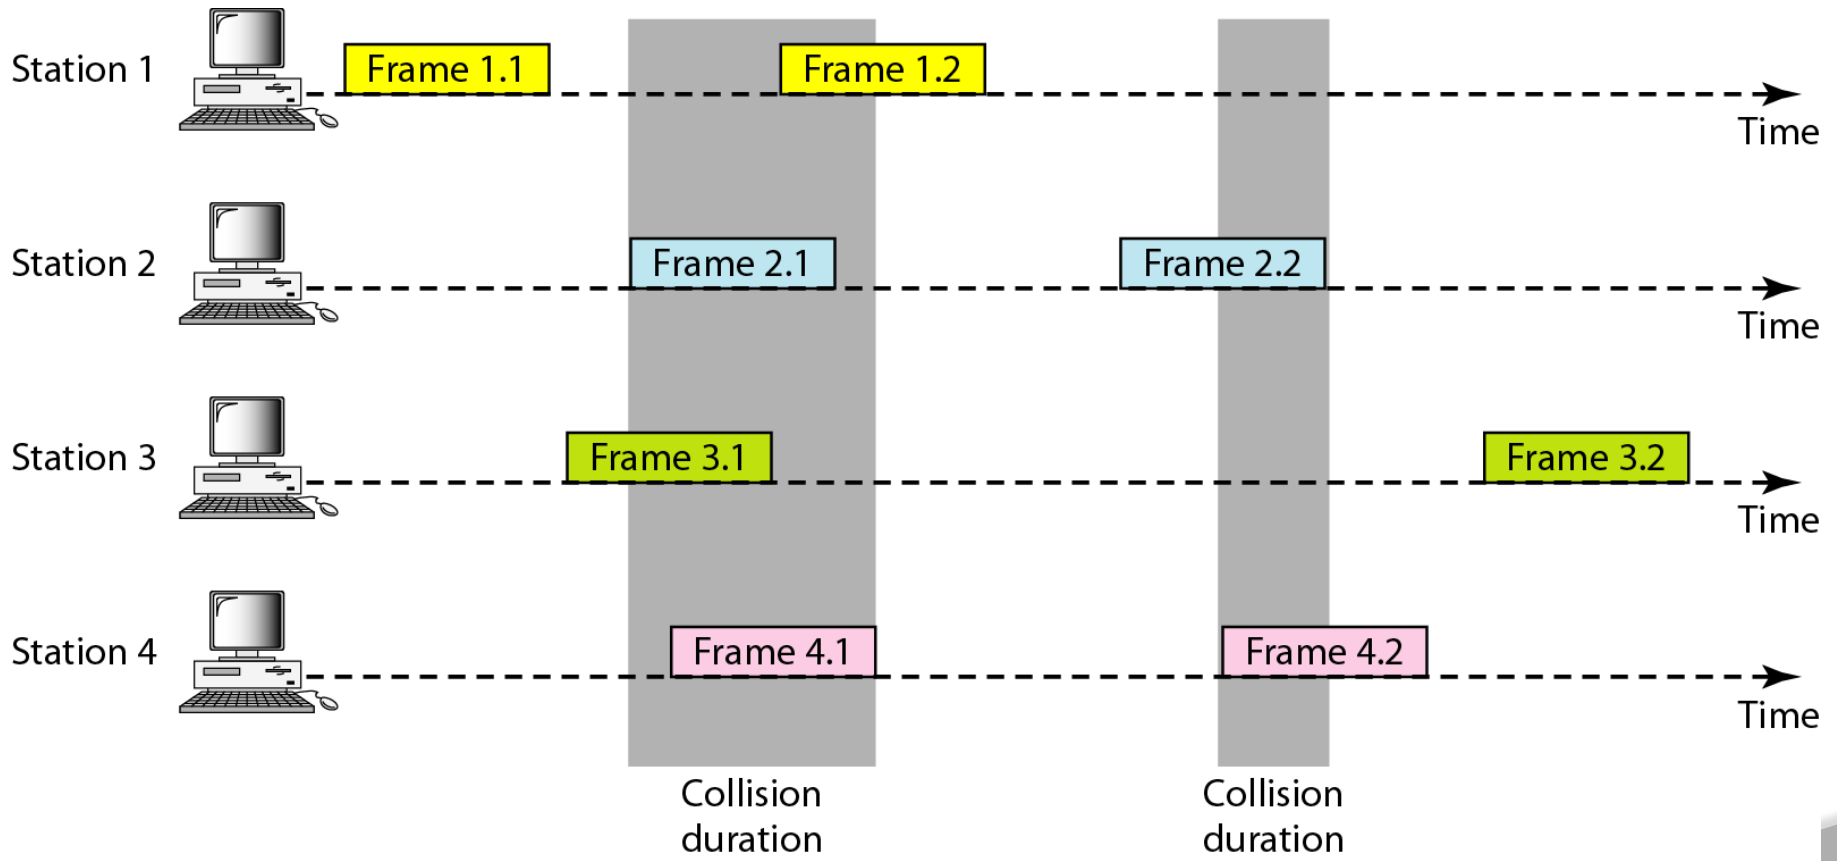 Station 1
Frame 1.1
Frame 1.2
Time
Station 2
Frame 2.1
Frame 2.2
Time
Station 3
Frame 3.1
Frame 3.2
Time
Station 4
Frame 4.1
Frame 4.2
Time
Collision
duration
Collision
duration